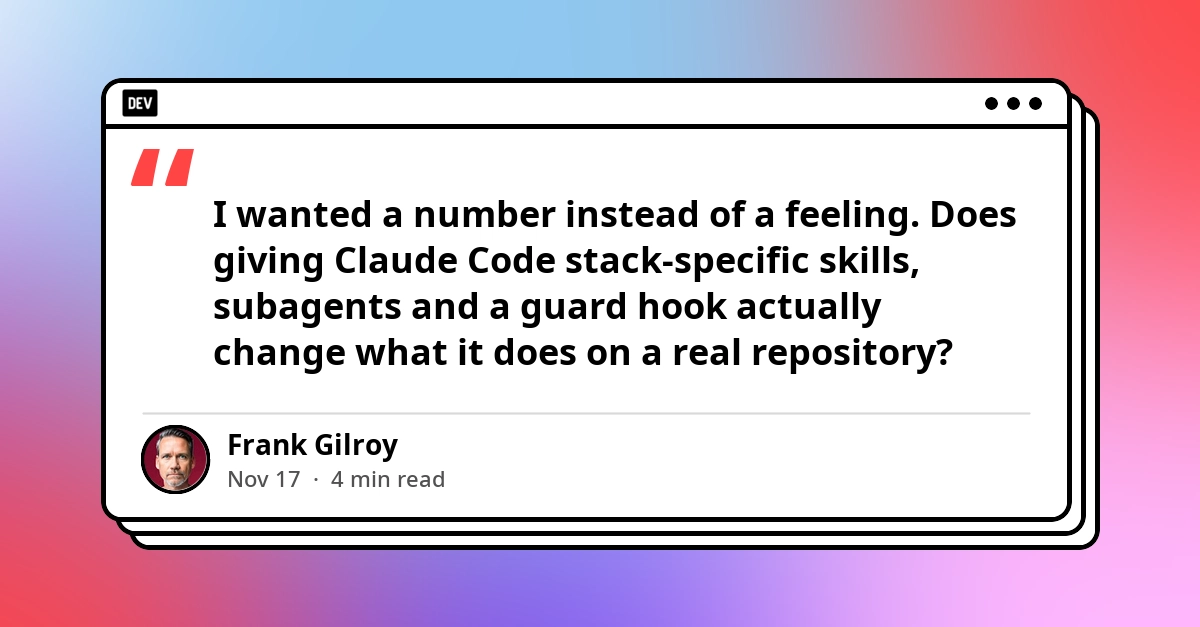 DEV
“
I wanted a number instead of a feeling. Does
giving Claude Code stack-specific skills,
subagents and a guard hook actually
change what it does on a real repository?
Frank Gilroy
Nov 17 · 4 min read